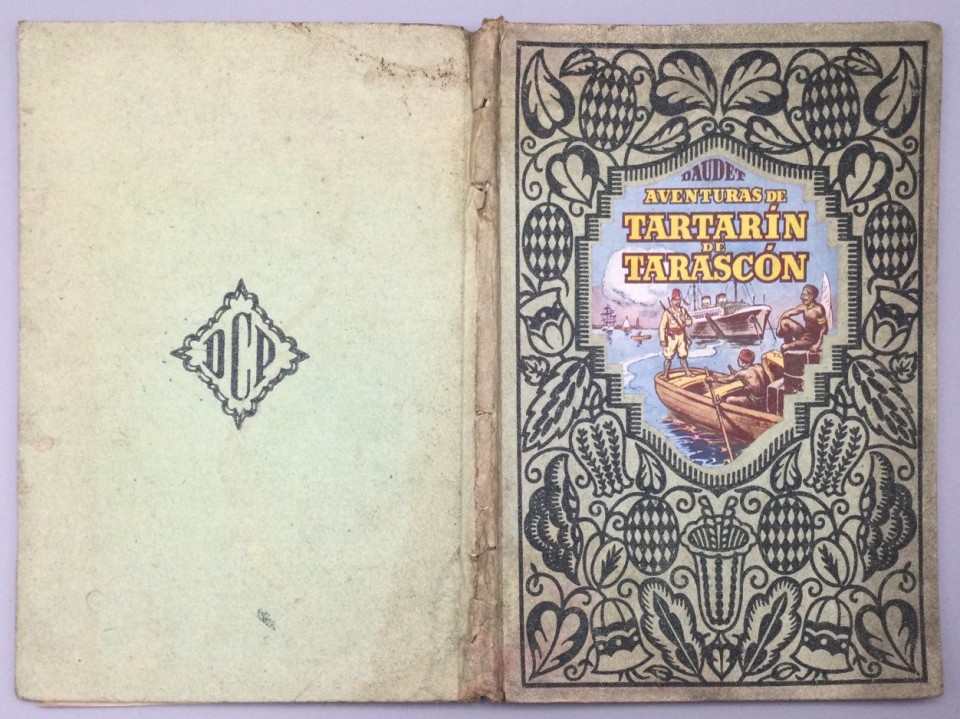 DCP
DAUDET
AVENTURAS DE
TARTARÍN
DE
TARASCÓN